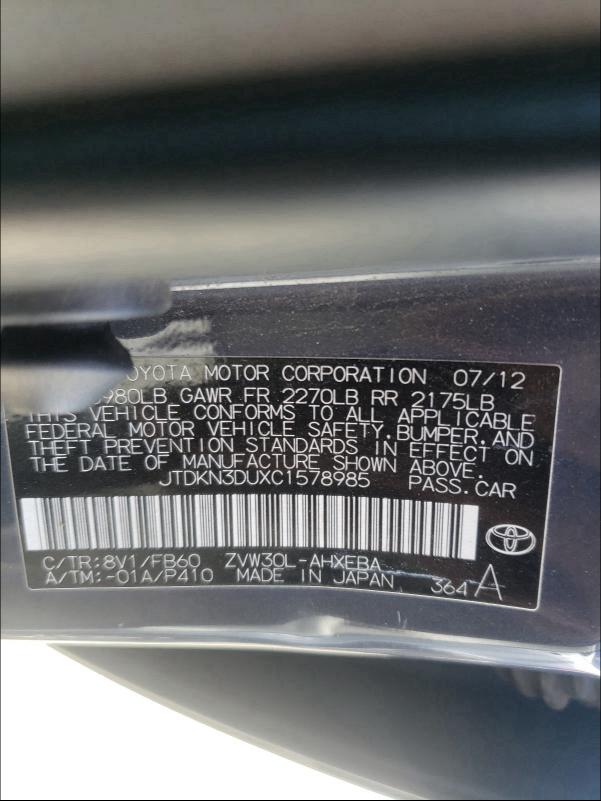 TOYOTA MOTOR CORPORATION 07/12
980LB GAWR FR 2270LB RR 2175LB
THIS VEHICLE CONFORMS TO ALL APPLICABLE
FEDERAL MOTOR VEHICLE SAFETY,BUMPER,AND
THEFT PREVENTION STANDARDS IN EFFECT ON
THE DATE OF MANUFACTURE SHOWN ABOVE.
JTDKN3DUXC1578985 PASS.CAR
C/TR:8V1/FB60 ZVW30L-AHXEBA
A/TM:-01A/P410 MADE IN JAPAN 364 A